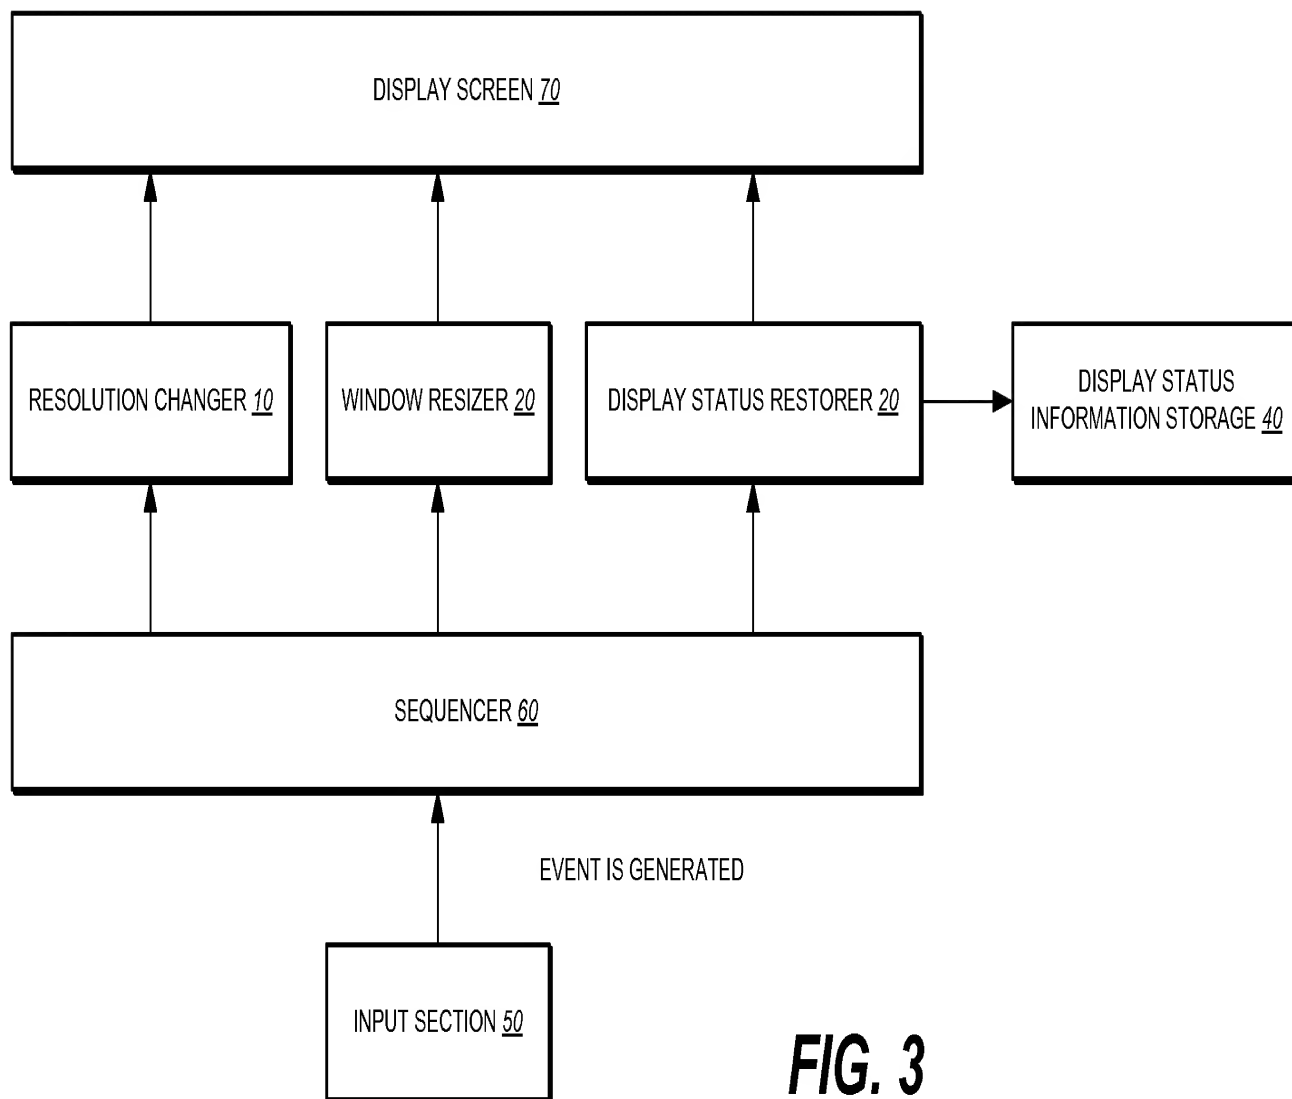 DISPLAY SCREEN 70
RESOLUTION CHANGER 10
WINDOW RESIZER 20
DISPLAY STATUS RESTORER 20
DISPLAY STATUS
INFORMATION STORAGE 40
SEQUENCER 60
EVENT IS GENERATED
INPUT SECTION 50
FIG. 3